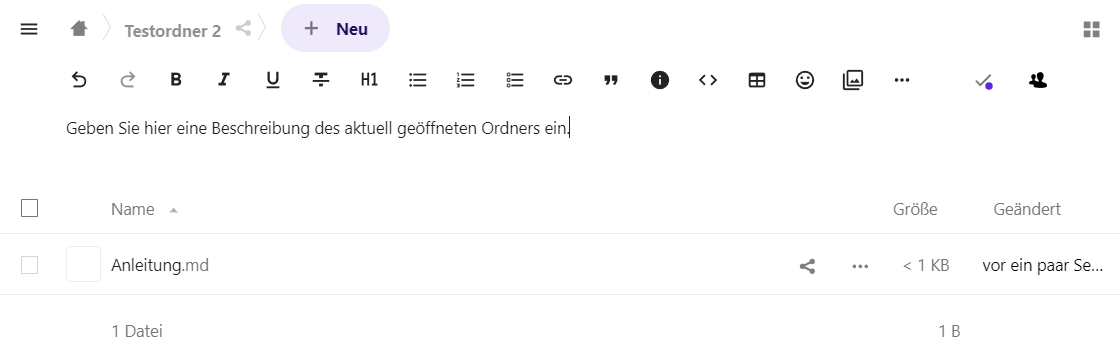 Testordner 2 Neu
B I U T H1
Geben Sie hier eine Beschreibung des aktuell geöffneten Ordners ein.
Name Größe Geändert
Anleitung.md < 1 KB vor ein paar Se...
1 Datei 1 B